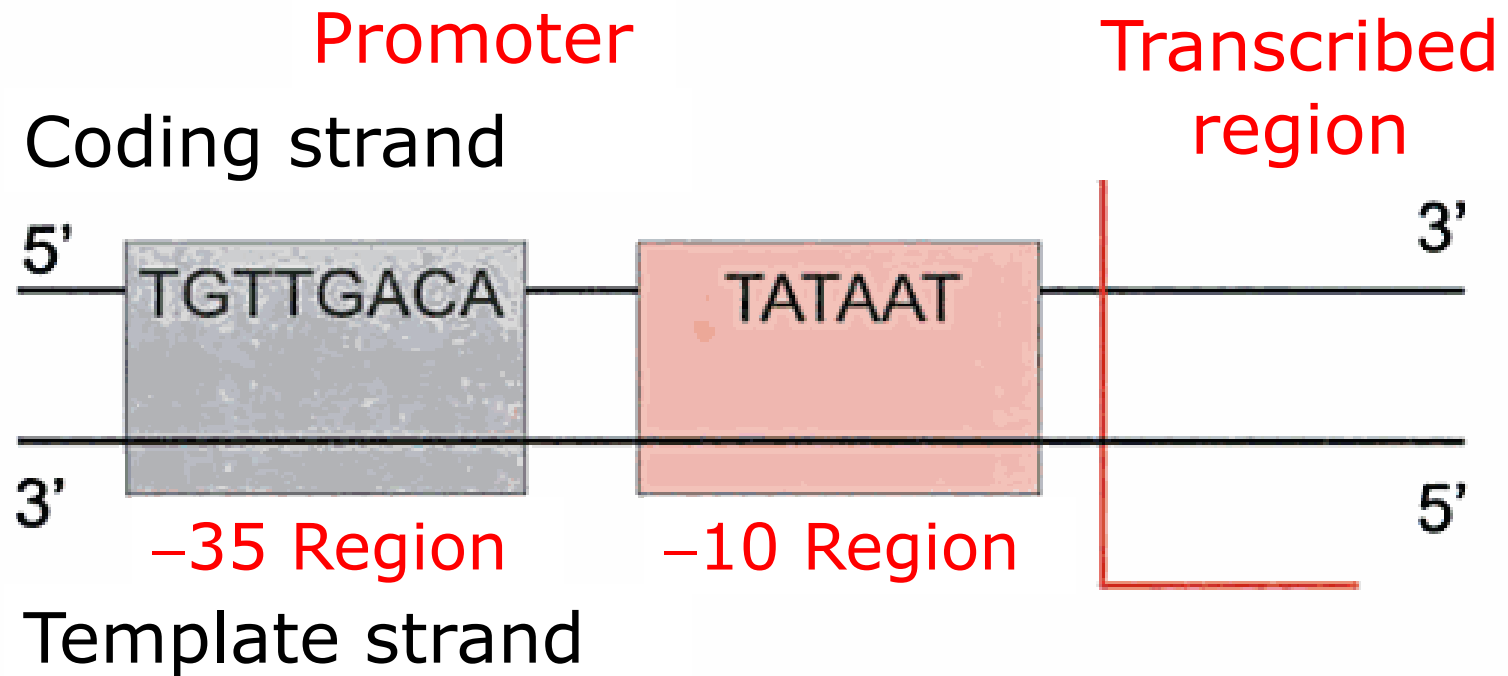 Promoter
Transcribed
region
Coding strand
5’
3’
TGTTGACA
TATAAT
3’
5’
–35 Region
–10 Region
Template strand